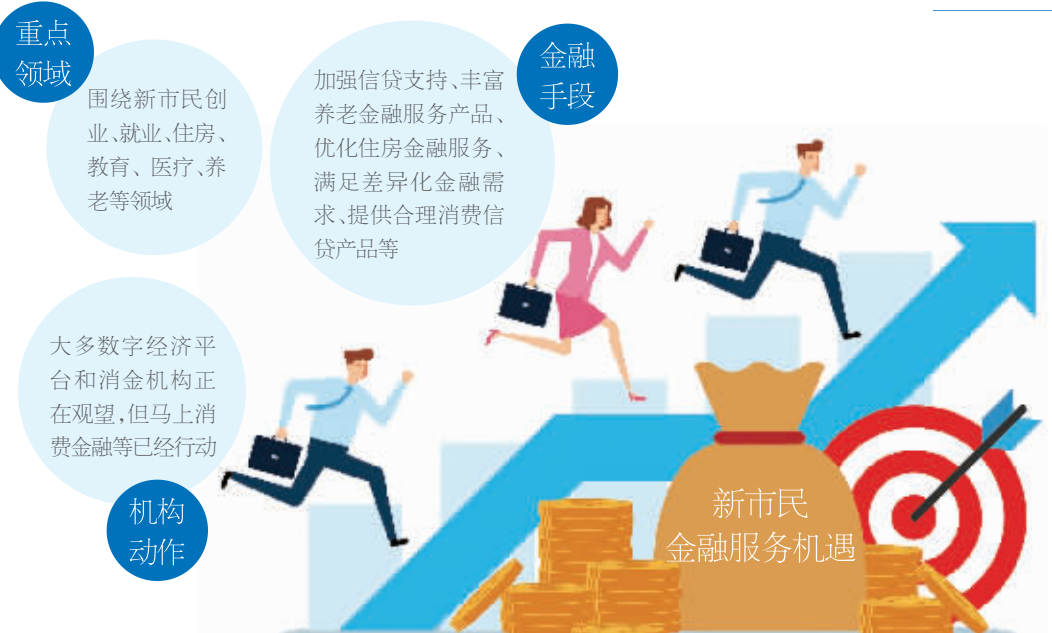 重点
领域
围绕新市民创
业、就业、住房、
教育、医疗、养
老等领域
金融
手段
加强信贷支持、丰富
养老金融服务产品、
优化住房金融服务、
满足差异化金融需
求、提供合理消费信
贷产品等
大多数字经济平
台和消金机构正
在观望,但马上消
费金融等已经行动
机构
动作
新市民
金融服务机遇